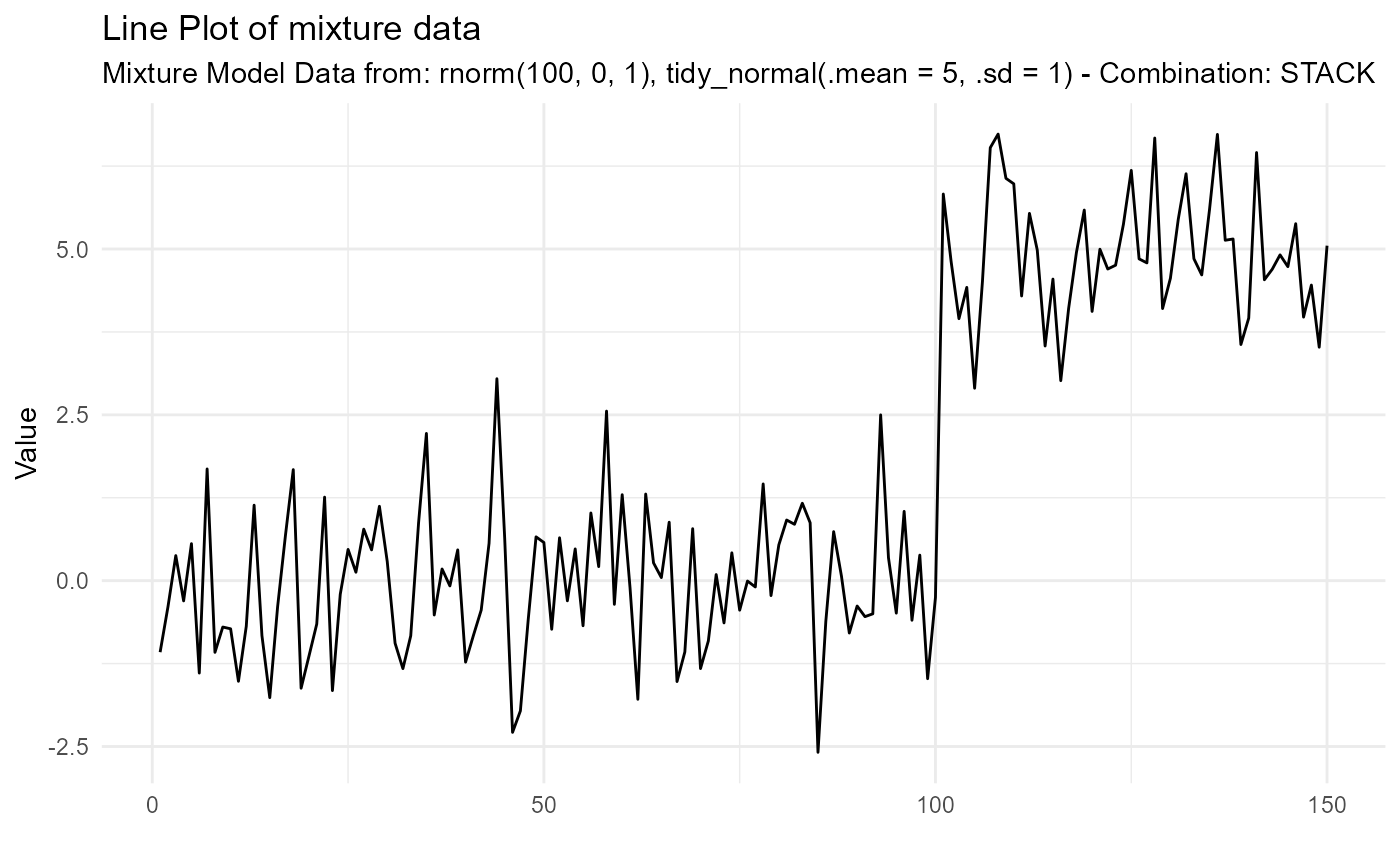 Line Plot of mixture data
Mixture Model Data from: rnorm(100, 0, 1), tidy_normal(.mean = 5, .sd = 1) - Combination: STACK
Value
5.0
2.5
0.0
-2.5
0
50
100
150